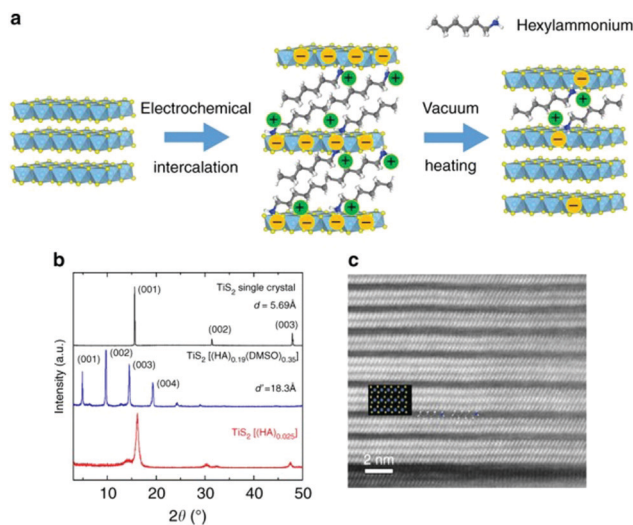 a
Hexylammonium
Electrochemical
intercalation
Vacuum
heating
b
(001)
TiS2 single crystal
d = 5.69Å
(002)
(003)
(001)
(002)
(003)
(004)
TiS2 [(HA)0.19(DMSO)0.35]
d'=18.3Å
TiS2 [(HA)0.025]
Intensity (a.u.)
10
20
30
40
50
2θ (°)
c
2 nm